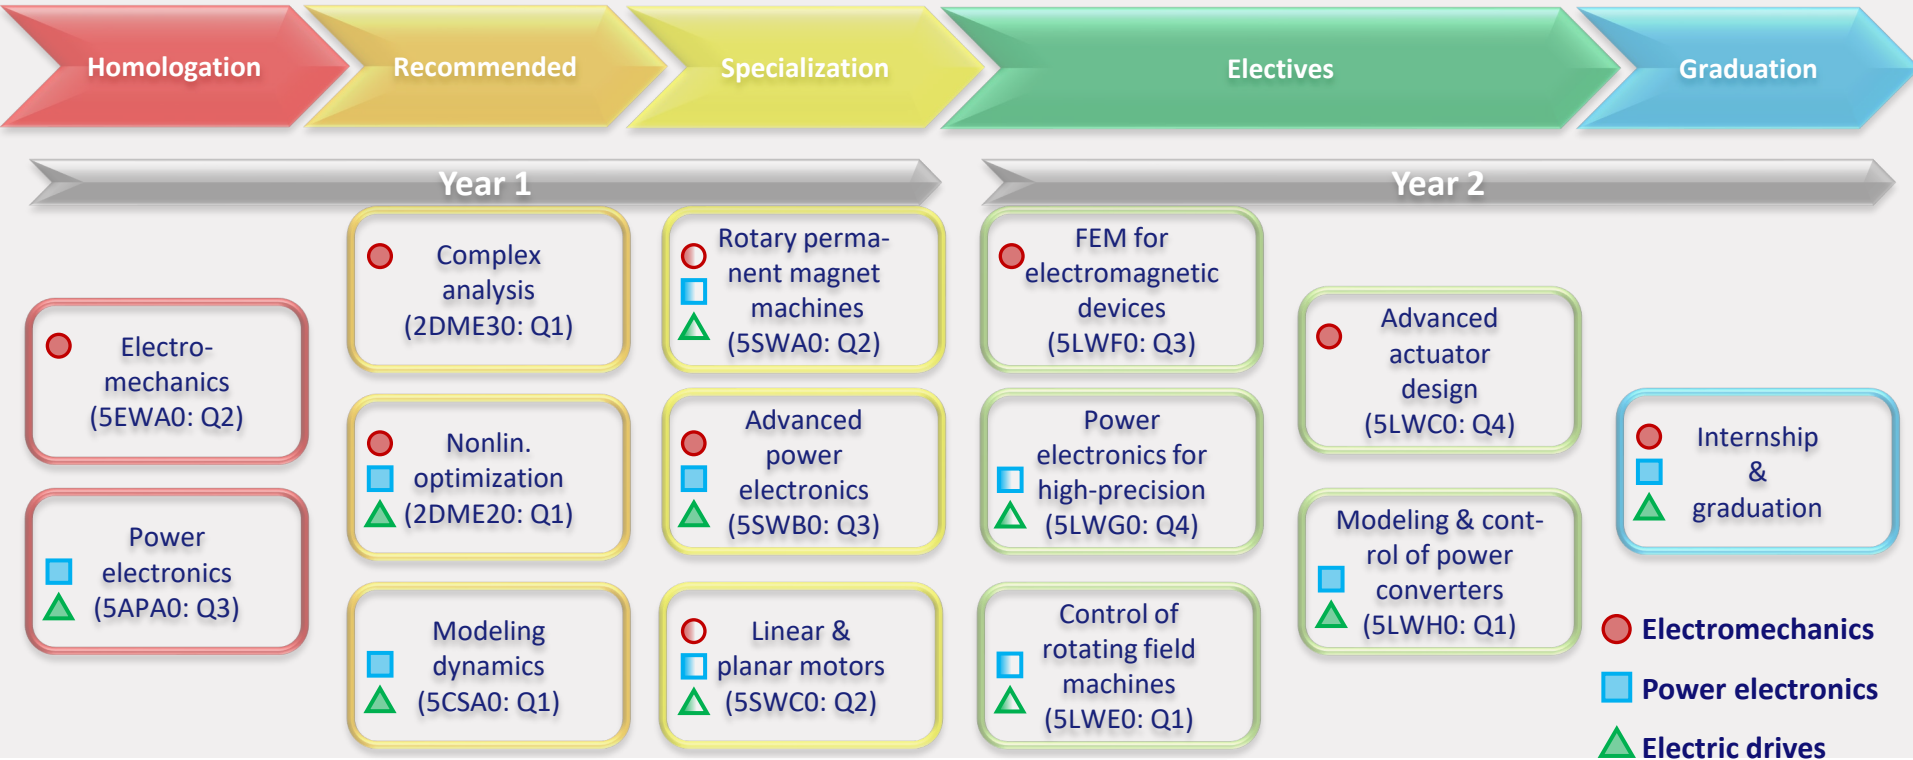 Homologation
Recommended
Specialization
Electives
Graduation
Year 1
Year 2
Electro-
mechanics
(5EWA0: Q2)
Power
electronics
(5APA0: Q3)
Complex
analysis
(2DME30: Q1)
Nonlin.
optimization
(2DME20: Q1)
Modeling
dynamics
(5CSA0: Q1)
Rotary perma-
nent magnet
machines
(5SWA0: Q2)
Advanced
power
electronics
(5SWB0: Q3)
Linear &
planar motors
(5SWC0: Q2)
FEM for
electromagnetic
devices
(5LWF0: Q3)
Power
electronics for
high-precision
(5LWG0: Q4)
Control of
rotating field
machines
(5LWE0: Q1)
Advanced
actuator
design
(5LWC0: Q4)
Modeling & cont-
rol of power
converters
(5LWH0: Q1)
Internship
&
graduation
Electromechanics
Power electronics
Electric drives